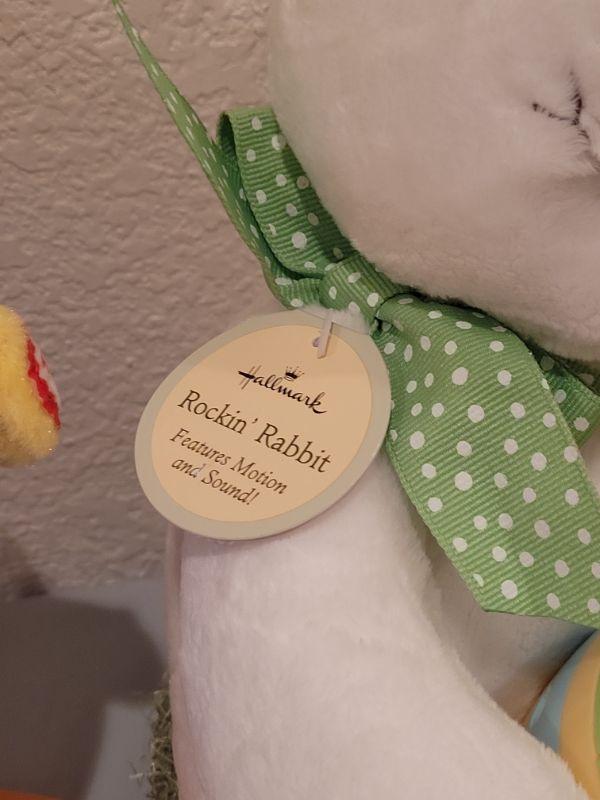 Hallmark
Rockin' Rabbit
Features Motion
and Sound!